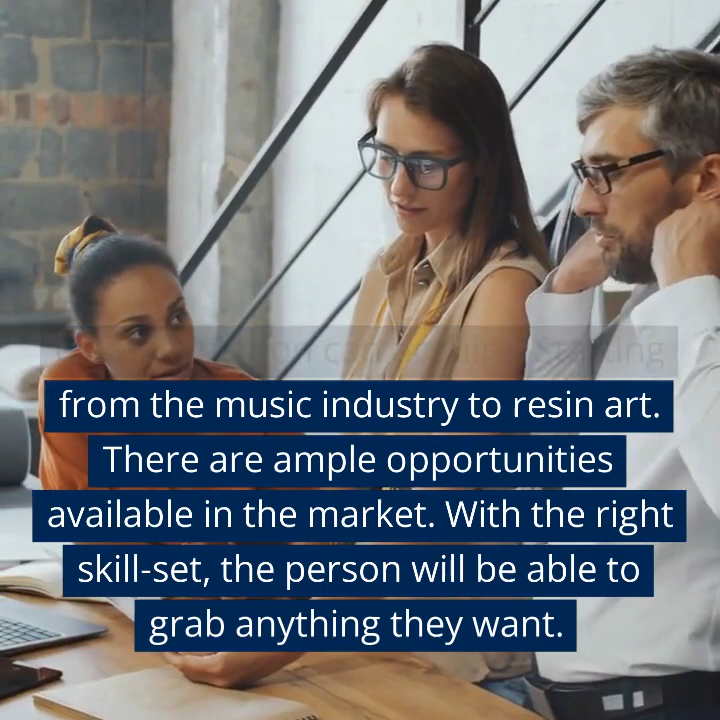 from the music industry to resin art.
There are ample opportunities
available in the market. With the right
skill-set, the person will be able to
grab anything they want.